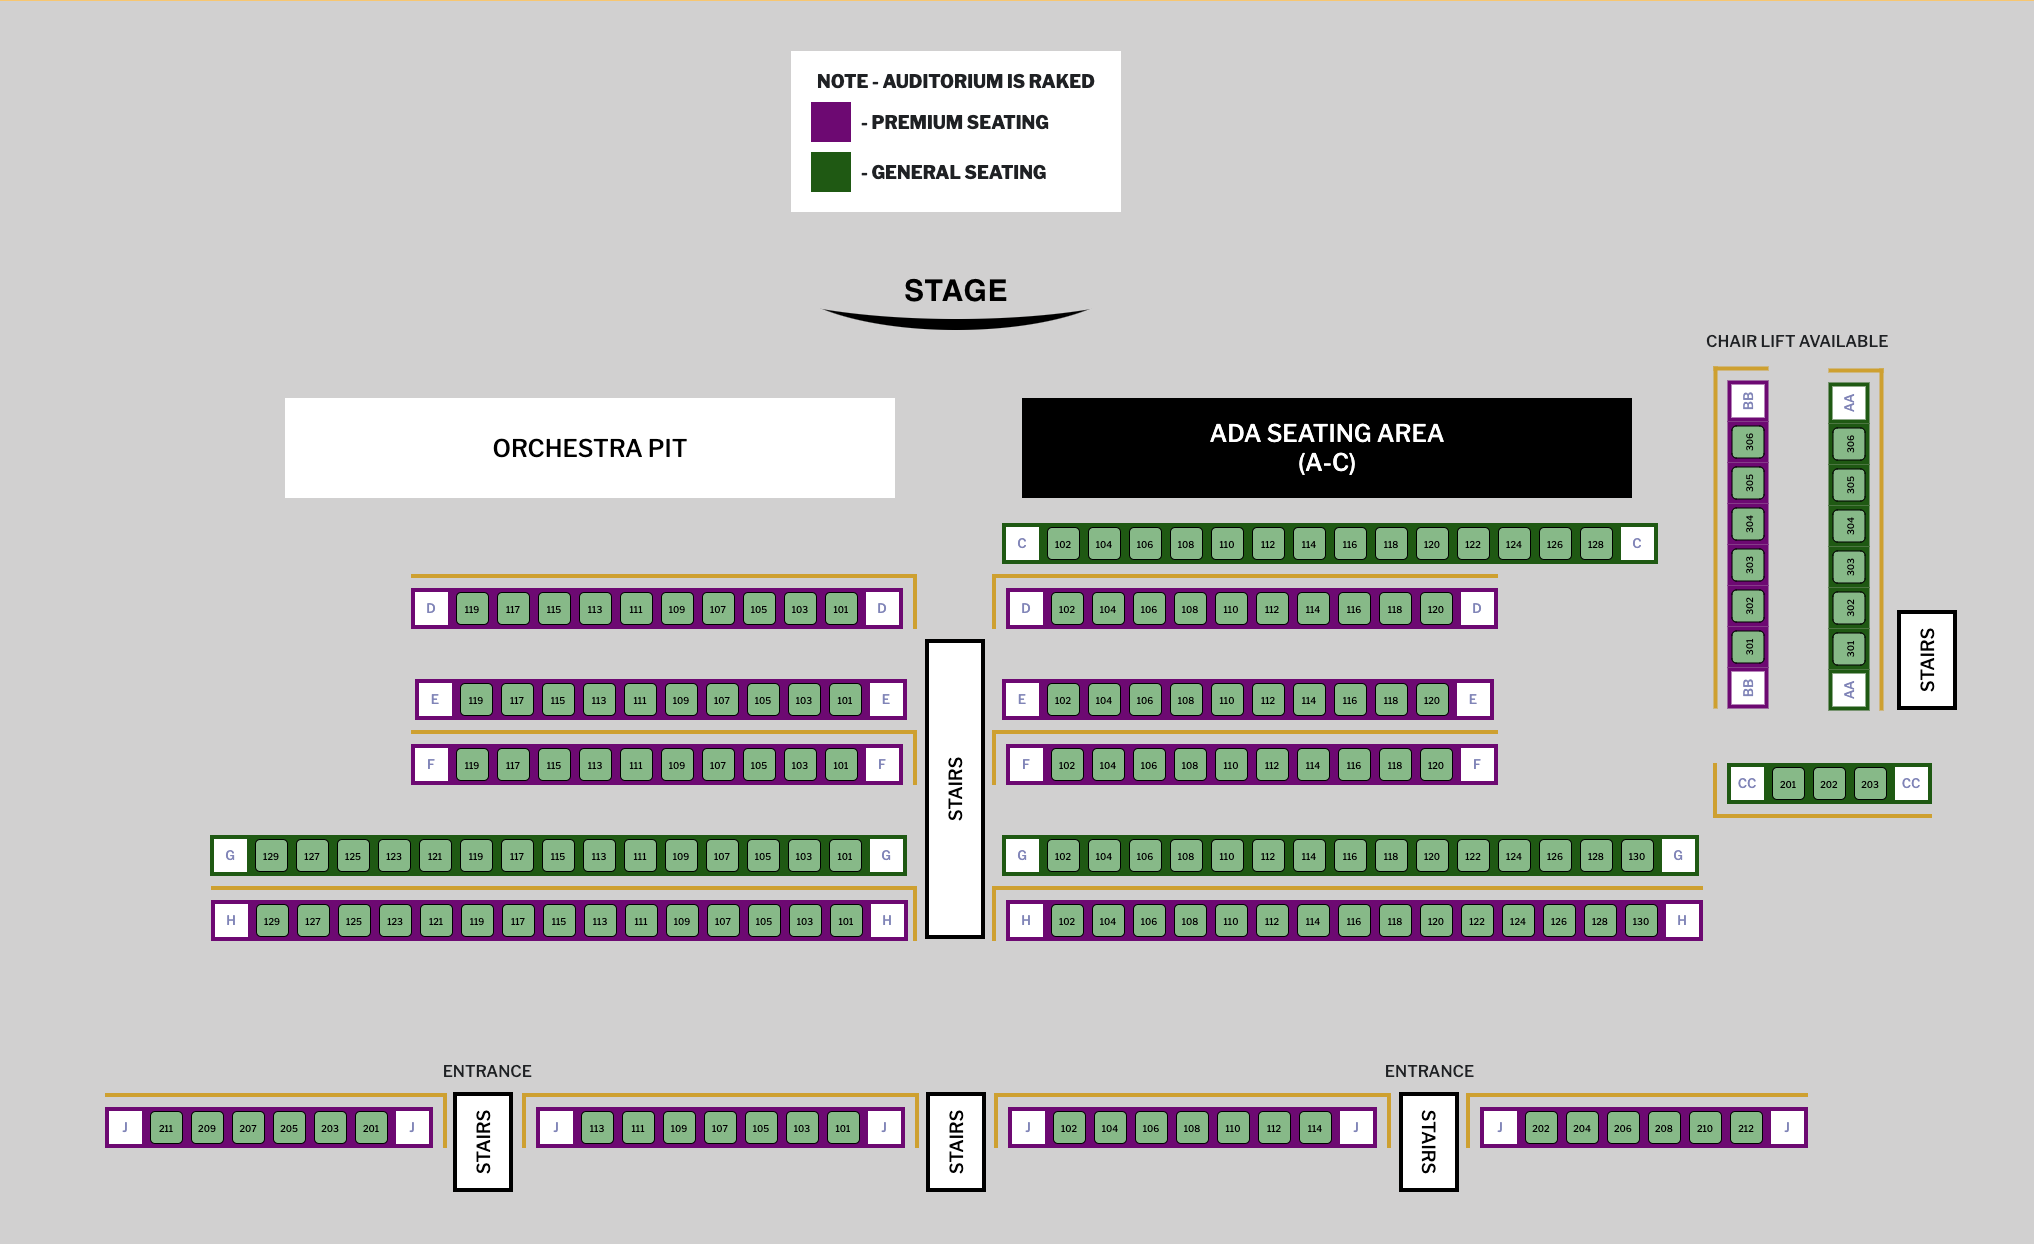 NOTE - AUDITORIUM IS RAKED
- PREMIUM SEATING
- GENERAL SEATING
STAGE
CHAIR LIFT AVAILABLE
ORCHESTRA PIT
ADA SEATING AREA
(A-C)
BB 306 305 304 303 302 301 BB
AA 306 305 304 303 302 301 AA
STAIRS
C 102 104 106 108 110 112 114 116 118 120 122 124 126 128 C
D 119 117 115 113 111 109 107 105 103 101 D
D 102 104 106 108 110 112 114 116 118 120 D
E 119 117 115 113 111 109 107 105 103 101 E
E 102 104 106 108 110 112 114 116 118 120 E
F 119 117 115 113 111 109 107 105 103 101 F
STAIRS
F 102 104 106 108 110 112 114 116 118 120 F
CC 201 202 203 CC
G 129 127 125 123 121 119 117 115 113 111 109 107 105 103 101 G
G 102 104 106 108 110 112 114 116 118 120 122 124 126 128 130 G
H 129 127 125 123 121 119 117 115 113 111 109 107 105 103 101 H
H 102 104 106 108 110 112 114 116 118 120 122 124 126 128 130 H
ENTRANCE
ENTRANCE
J 211 209 207 205 203 201 J
STAIRS
J 113 111 109 107 105 103 101 J
STAIRS
J 102 104 106 108 110 112 114 J
STAIRS
J 202 204 206 208 210 212 J